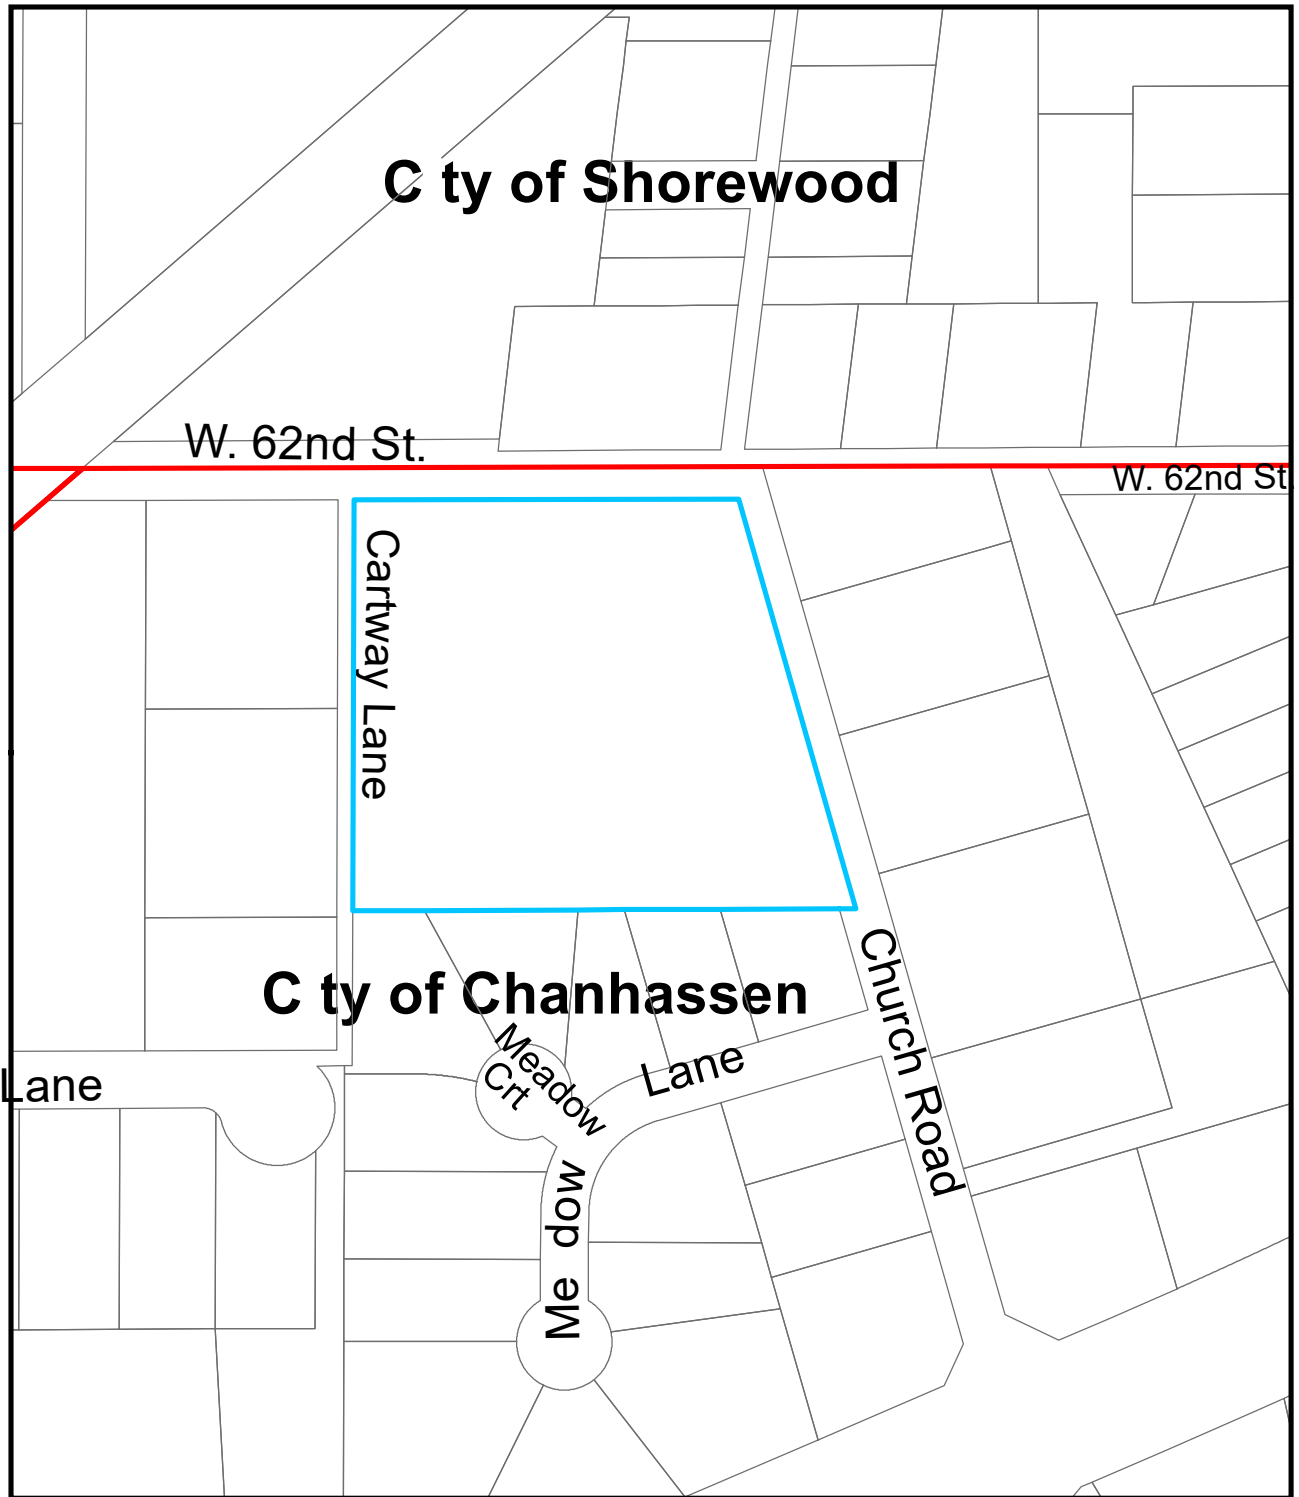 C ty of Shorewood
W. 62nd St.
W. 62nd St.
Cartway Lane
C ty of Chanhassen
Church Road
Meadow
Crt
Lane
Lane
Me dow